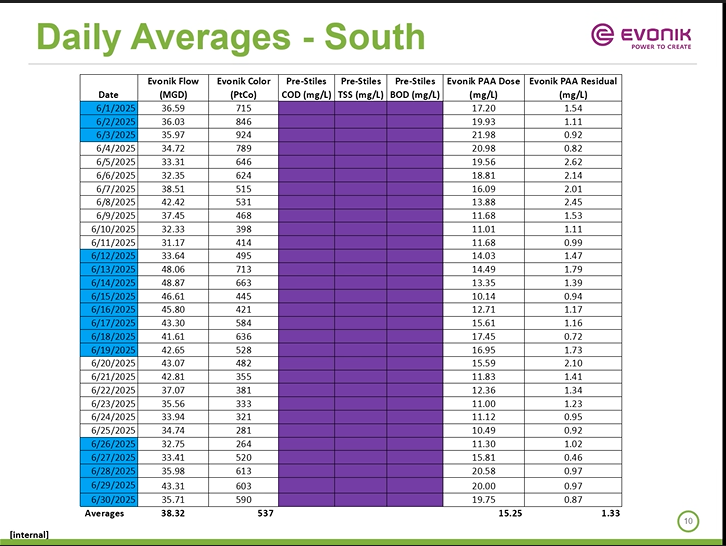 Daily Averages - South
EVONIK
POWER TO CREATE
Date Evonik Flow (MGD) Evonik Color (PtCo) Pre-Stiles COD (mg/L) Pre-Stiles TSS (mg/L) Pre-Stiles BOD (mg/L) Evonik PAA Dose (mg/L) Evonik PAA Residual (mg/L)
6/1/2025 36.59 715 17.20 1.54
6/2/2025 36.03 846 19.93 1.11
6/3/2025 35.97 924 21.98 0.92
6/4/2025 34.72 789 20.98 0.82
6/5/2025 33.31 646 19.56 2.62
6/6/2025 32.35 624 18.81 2.14
6/7/2025 38.51 515 16.09 2.01
6/8/2025 42.42 531 13.88 2.45
6/9/2025 37.45 468 11.68 1.53
6/10/2025 32.33 398 11.01 1.11
6/11/2025 31.17 414 11.68 0.99
6/12/2025 33.64 495 14.03 1.47
6/13/2025 48.06 713 14.49 1.79
6/14/2025 48.87 663 13.35 1.39
6/15/2025 46.61 445 10.14 0.94
6/16/2025 45.80 421 12.71 1.17
6/17/2025 43.30 584 15.61 1.16
6/18/2025 41.61 636 17.45 0.72
6/19/2025 42.65 528 16.95 1.73
6/20/2025 43.07 482 15.59 2.10
6/21/2025 42.81 355 11.83 1.41
6/22/2025 37.07 381 12.36 1.34
6/23/2025 35.56 333 11.00 1.23
6/24/2025 33.94 321 11.12 0.95
6/25/2025 34.74 281 10.49 0.92
6/26/2025 32.75 264 11.30 1.02
6/27/2025 33.41 520 15.81 0.46
6/28/2025 35.98 613 20.58 0.97
6/29/2025 43.31 603 20.00 0.97
6/30/2025 35.71 590 19.75 0.87
Averages 38.32 537 15.25 1.33
10
[internal]